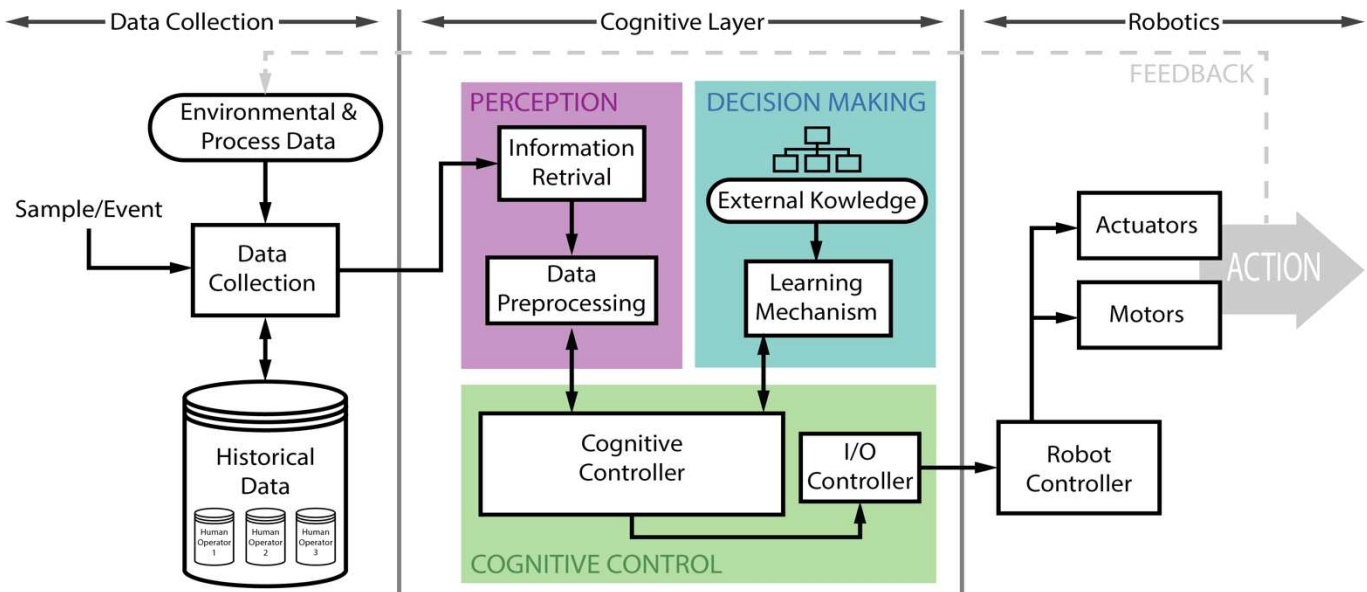 Data Collection
Cognitive Layer
Robotics
FEEDBACK
Environmental &
Process Data
Sample/Event
Data
Collection
Historical
Data
Human
Operator
1
Human
Operator
2
Human
Operator
3
PERCEPTION
Information
Retrival
Data
Preprocessing
DECISION MAKING
External Kowledge
Learning
Mechanism
Cognitive
Controller
I/O
Controller
COGNITIVE CONTROL
Actuators
Motors
ACTION
Robot
Controller